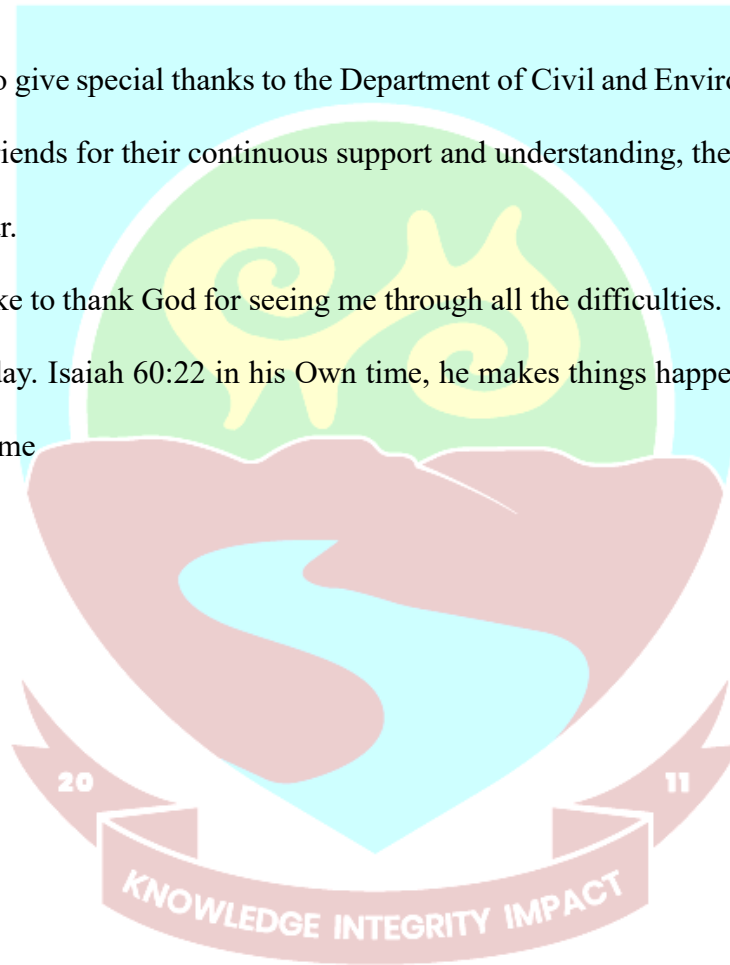 o give special thanks to the Department of Civil and Enviro
iends for their continuous support and understanding, the
r.
ke to thank God for seeing me through all the difficulties.
lay. Isaiah 60:22 in his Own time, he makes things happe
me
20 11
KNOWLEDGE INTEGRITY IMPACT